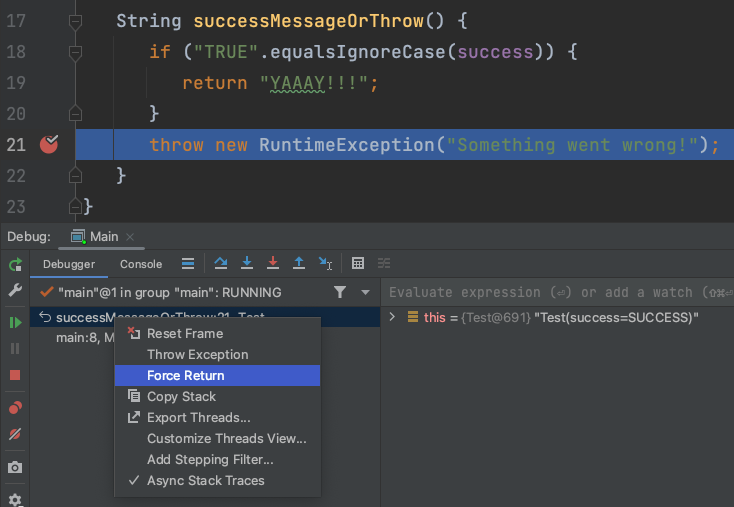 17 String successMessageOrThrow() {
18 if ("TRUE".equalsIgnoreCase(success)) {
19 return "YAAAY!!!";
20 }
21 throw new RuntimeException("Something went wrong!");
22 }
23 }
Debug: Main
Debugger Console
"main"@1 in group "main": RUNNING
Evaluate expression (⏎) or add a watch (⇧⌘⏎
successMessageOrThrow:21, Test
this = {Test@691} "Test(success=SUCCESS)"
main:8, M
Reset Frame
Throw Exception
Force Return
Copy Stack
Export Threads...
Customize Threads View...
Add Stepping Filter...
Async Stack Traces